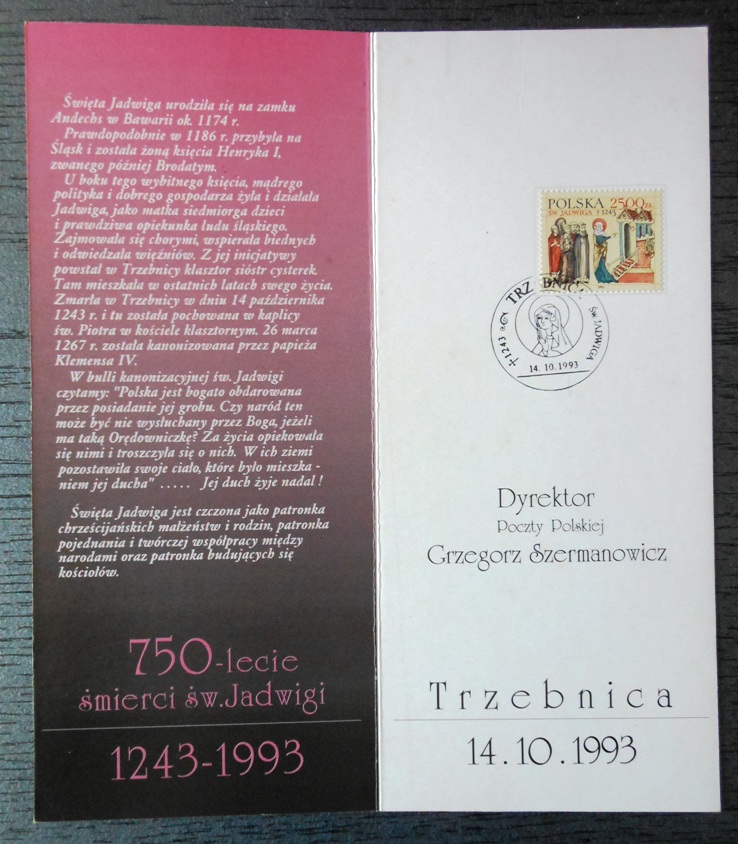 Święta Jadwiga urodziła się na zamku
Andechs w Bawarii ok. 1174 r.
Prawdopodobnie w 1186 r. przybyła na
Śląsk i została żoną księcia Henryka I,
zwanego później Brodatym.
U boku tego wybitnego księcia, mądrego
polityka i dobrego gospodarza żyła i działała
Jadwiga, jako matka siedmiorga dzieci
i prawdziwa opiekunka ludu śląskiego.
Zajmowała się chorymi, wspierała biednych
i odwiedzała więźniów. Z jej inicjatywy
powstał w Trzebnicy klasztor sióstr cysterek.
Tam mieszkała w ostatnich latach swego życia.
Zmarła w Trzebnicy w dniu 14 października
1243 r. i tu została pochowana w kaplicy
św. Piotra w kościele klasztornym. 26 marca
1267 r. została kanonizowana przez papieża
Klemensa IV.
W bulli kanonizacyjnej św. Jadwigi
czytamy: "Polska jest bogato obdarowana
przez posiadanie jej grobu. Czy naród ten
może być nie wysłuchany przez Boga, jeżeli
ma taką Orędowniczkę? Za życia opiekowała
się nimi i troszczyła się o nich. W ich ziemi
pozostawiła swoje ciało, które było mieszka -
niem jej ducha" ..... Jej duch żyje nadal !
Święta Jadwiga jest czczona jako patronka
chrześcijańskich małżeństw i rodzin, patronka
pojednania i twórczej współpracy między
narodami oraz patronka budujących się
kościołów.
750-lecie
śmierci św.Jadwigi
1243-1993
POLSKA 2500zł
ŚW JADWIGA † 1243
TRZ BNIC
ŚW JADWIGA
† 1243
14.10.1993
Dyrektor
Poczty Polskiej
Grzegorz Szermanowicz
Trzebnica
14.10.1993